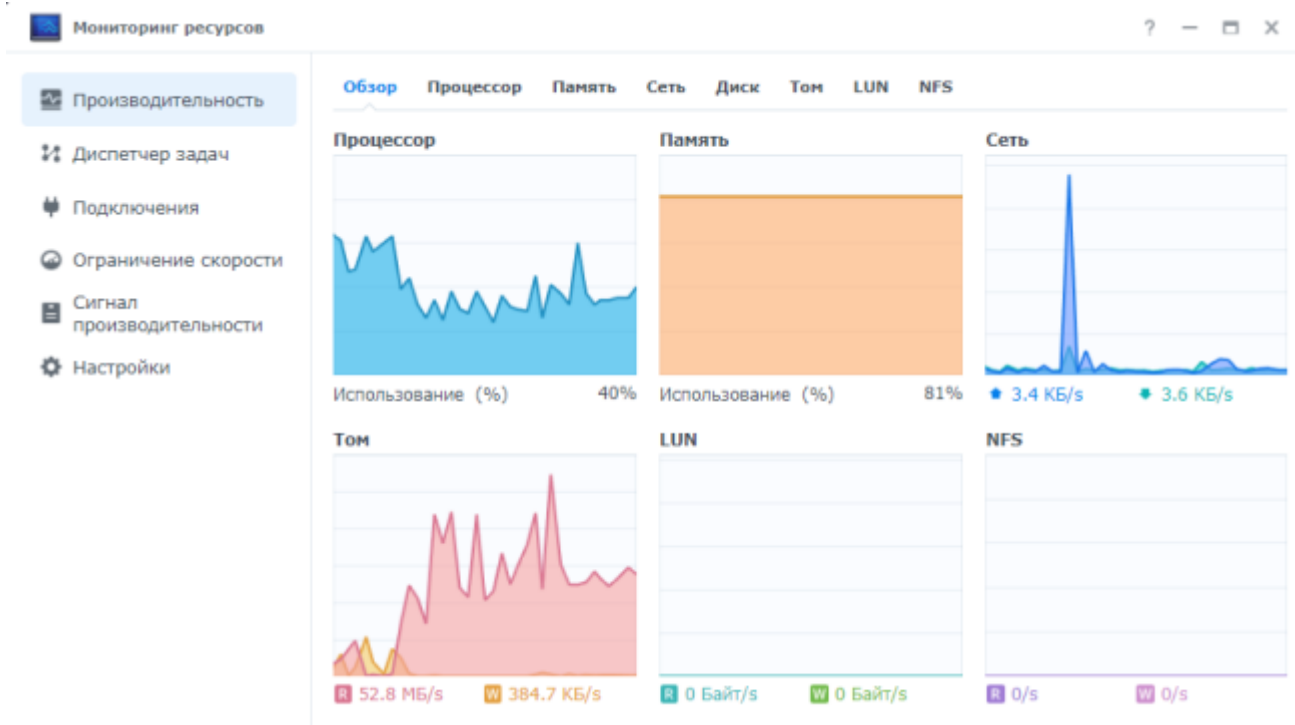 Мониторинг ресурсов
?
Производительность
Диспетчер задач
Подключения
Ограничение скорости
Сигнал
производительности
Настройки
Обзор Процессор Память Сеть Диск Том LUN NFS
Процессор
Использование (%) 40%
Память
Использование (%) 81%
Сеть
3.4 КБ/s 3.6 КБ/s
Том
R 52.8 МБ/s W 384.7 КБ/s
LUN
R 0 Байт/s W 0 Байт/s
NFS
R 0/s W 0/s